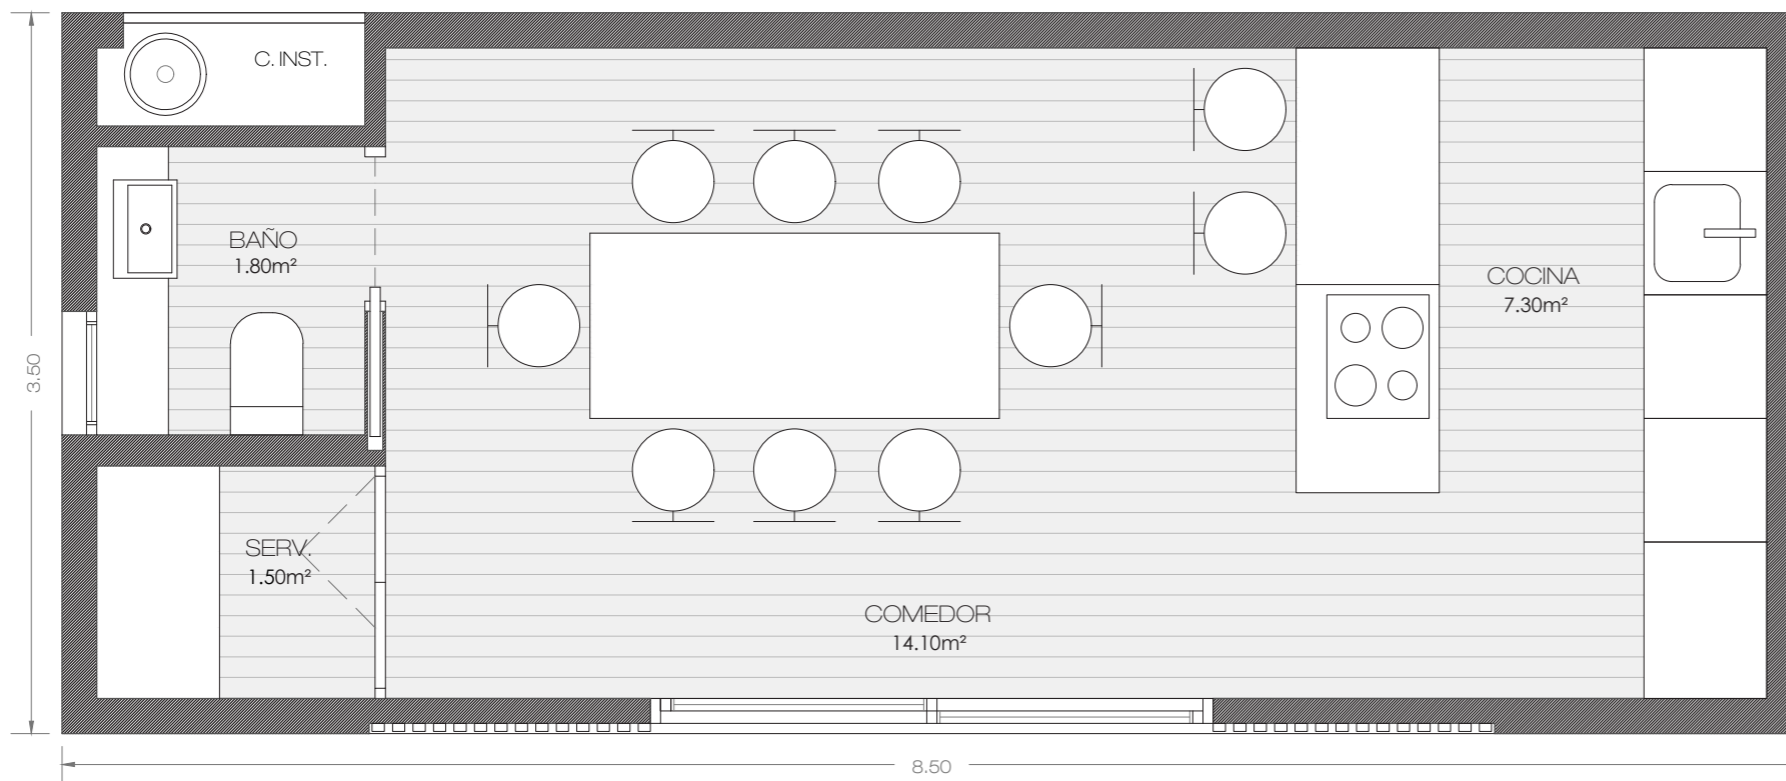 C. INST.
BAÑO
1.80m²
COCINA
7.30m²
3.50
SERV.
1.50m²
COMEDOR
14.10m²
8.50